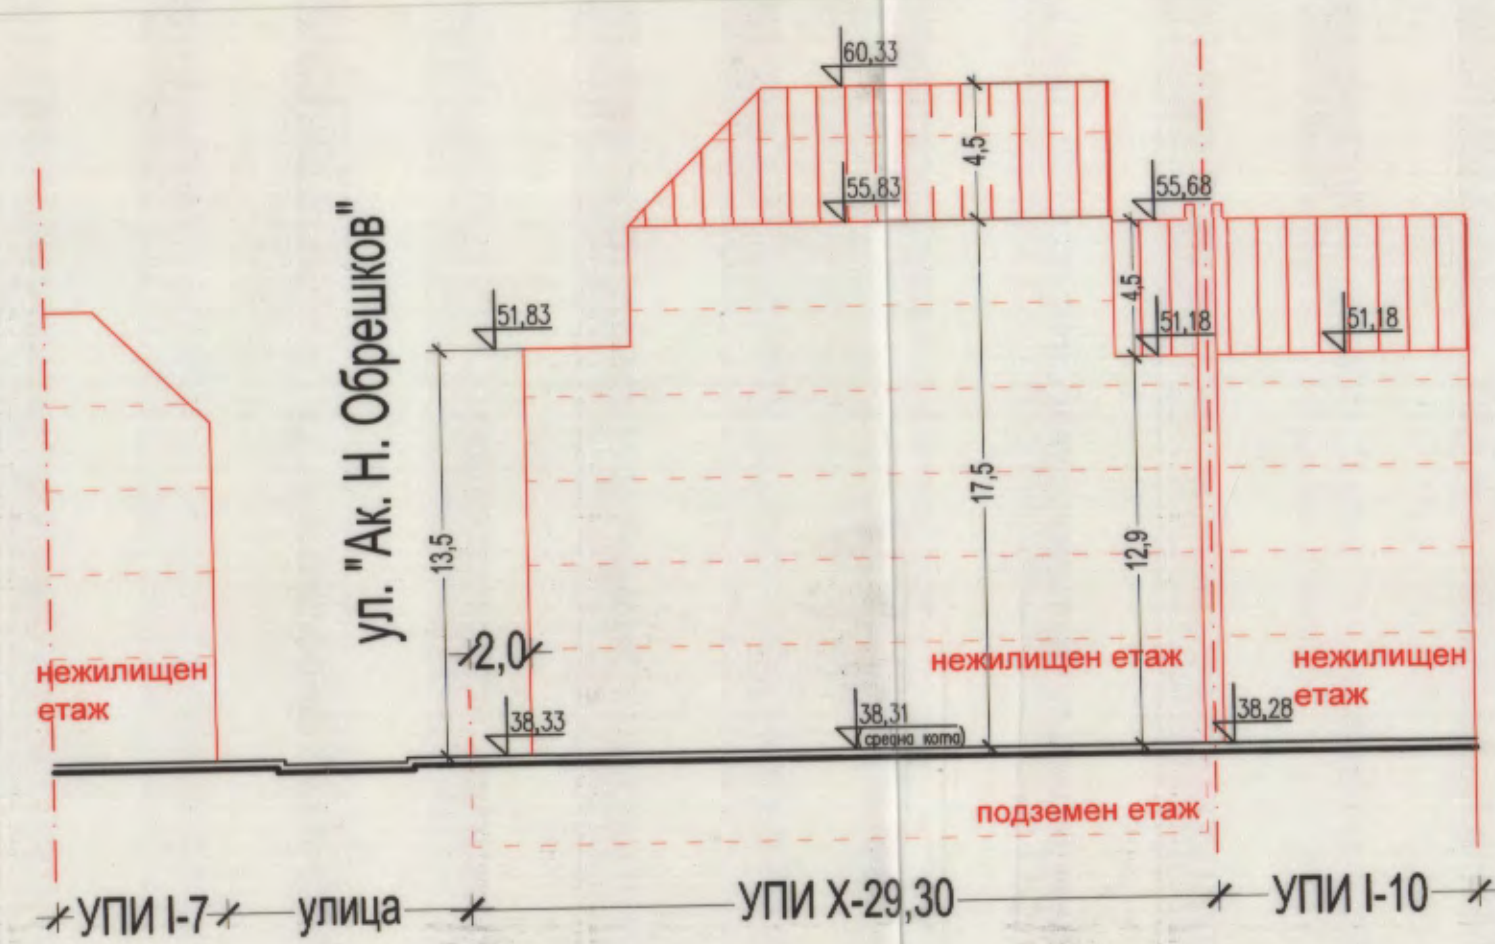 60,33
4,5
55,83
55,68
51,83
4,5
51,18
51,18
ул. "Ак. Н. Обрешков"
17,5
13,5
12,9
2,0
нежилищен
етаж
нежилищен етаж
нежилищен
етаж
38,33
38,31
(средна кота)
38,28
подземен етаж
УПИ I-7
улица
УПИ X-29,30
УПИ I-10